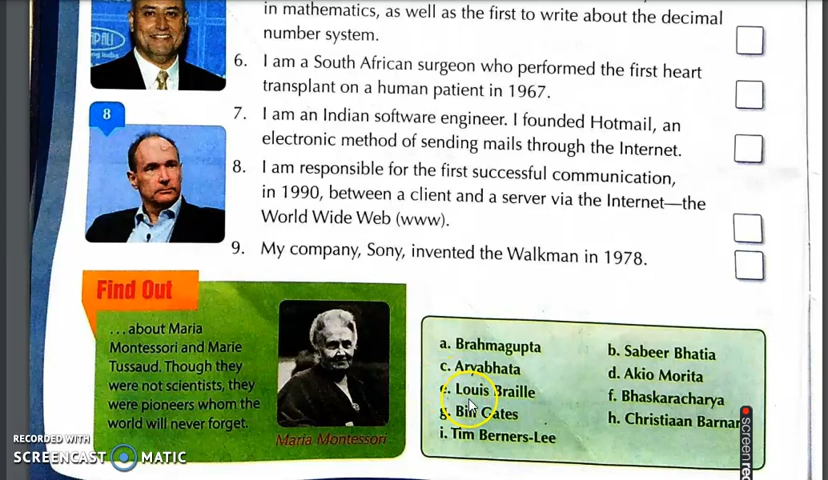 in mathematics, as well as the first to write about the decimal
number system.
6. I am a South African surgeon who performed the first heart
transplant on a human patient in 1967.
7. I am an Indian software engineer. I founded Hotmail, an
electronic method of sending mails through the Internet.
8
8. I am responsible for the first successful communication,
in 1990, between a client and a server via the Internet—the
World Wide Web (www).
9. My company, Sony, invented the Walkman in 1978.
Find Out
...about Maria
Montessori and Marie
Tussaud. Though they
were not scientists, they
were pioneers whom the
world will never forget.
Maria Montessori
a. Brahmagupta
b. Sabeer Bhatia
c. Aryabhata
d. Akio Morita
e. Louis Braille
f. Bhaskaracharya
g. Bill Gates
h. Christiaan Barnar
i. Tim Berners-Lee
RECORDED WITH
SCREENCAST MATIC
screenrec